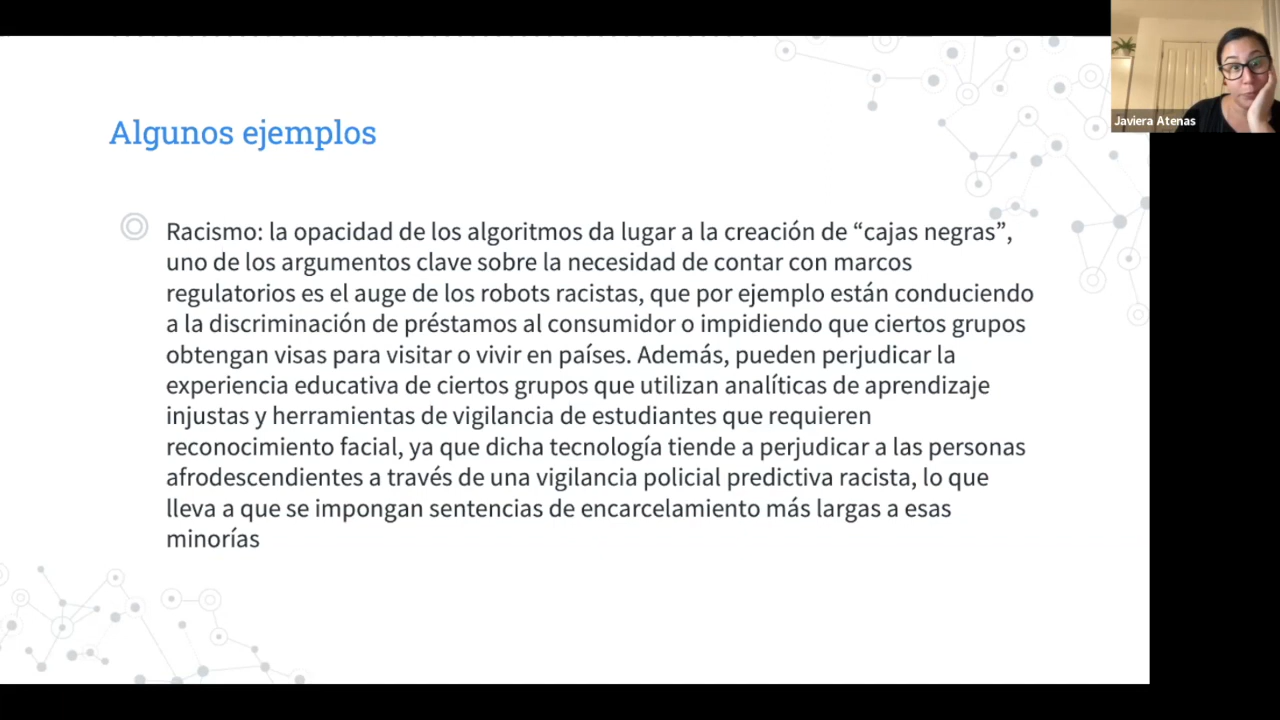 Algunos ejemplos
Racismo: la opacidad de los algoritmos da lugar a la creación de “cajas negras”,
uno de los argumentos clave sobre la necesidad de contar con marcos
regulatorios es el auge de los robots racistas, que por ejemplo están conduciendo
a la discriminación de préstamos al consumidor o impidiendo que ciertos grupos
obtengan visas para visitar o vivir en países. Además, pueden perjudicar la
experiencia educativa de ciertos grupos que utilizan analíticas de aprendizaje
injustas y herramientas de vigilancia de estudiantes que requieren
reconocimiento facial, ya que dicha tecnología tiende a perjudicar a las personas
afrodescendientes a través de una vigilancia policial predictiva racista, lo que
lleva a que se impongan sentencias de encarcelamiento más largas a esas
minorías
Javiera Atenas